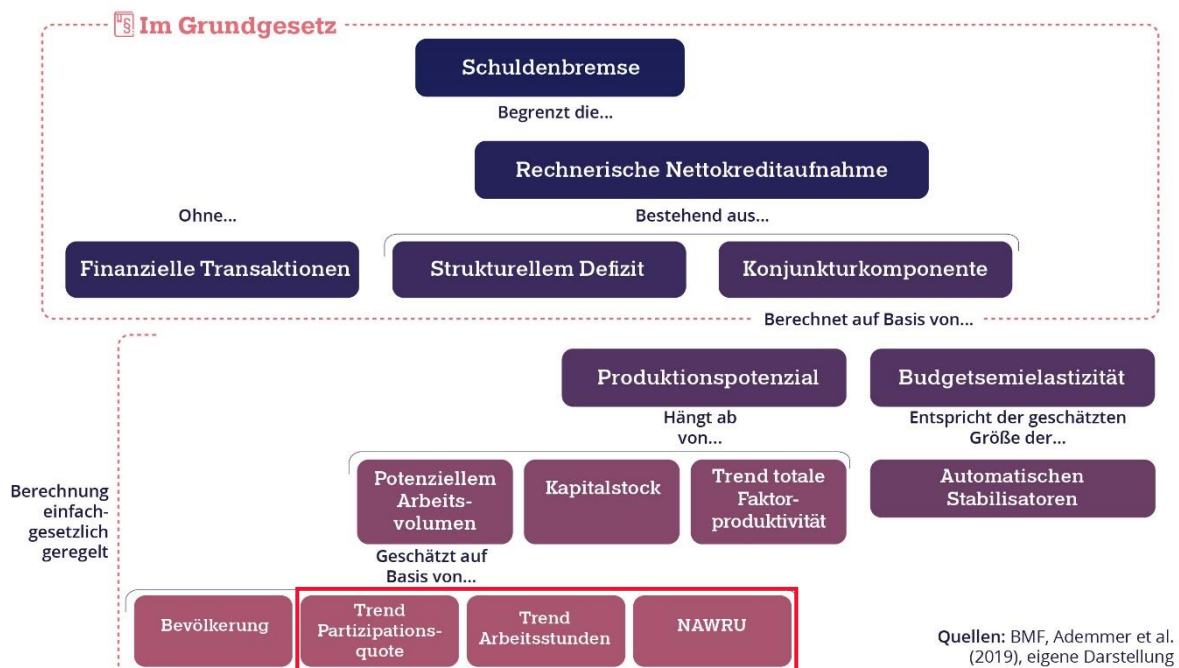 Im Grundgesetz
Schuldenbremse
Begrenzt die...
Rechnerische Nettokreditaufnahme
Ohne...
Bestehend aus...
Finanzielle Transaktionen
Strukturellem Defizit
Konjunkturkomponente
Berechnet auf Basis von...
Produktionspotenzial
Budgetsemielastizität
Hängt ab
von...
Entspricht der geschätzten
Größe der...
Berechnung
einfach-
gesetzlich
geregelt
Potenziellem
Arbeits-
volumen
Kapitalstock
Trend totale
Faktor-
produktivität
Automatischen
Stabilisatoren
Geschätzt auf
Basis von...
Bevölkerung
Trend
Partizipations-
quote
Trend
Arbeitsstunden
NAWRU
Quellen: BMF, Ademmer et al.
(2019), eigene Darstellung